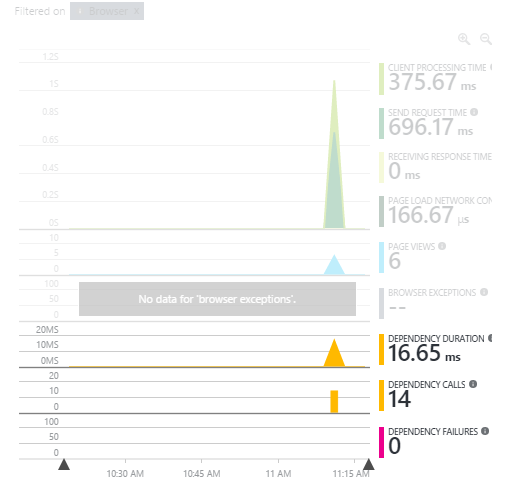 Filtered on Browser ×
1.2S
CLIENT PROCESSING TIME
375.67 ms
1S
0.8S
SEND REQUEST TIME
696.17 ms
0.6S
RECEIVING RESPONSE TIME
0 ms
0.4S
0.2S
PAGE LOAD NETWORK CON
166.67 µs
0S
10
5
0
PAGE VIEWS
6
100
50
0
No data for 'browser exceptions'.
BROWSER EXCEPTIONS
--
20MS
10MS
0MS
DEPENDENCY DURATION
16.65 ms
20
10
0
DEPENDENCY CALLS
14
100
50
0
DEPENDENCY FAILURES
0
10:30 AM 10:45 AM 11 AM 11:15 AM